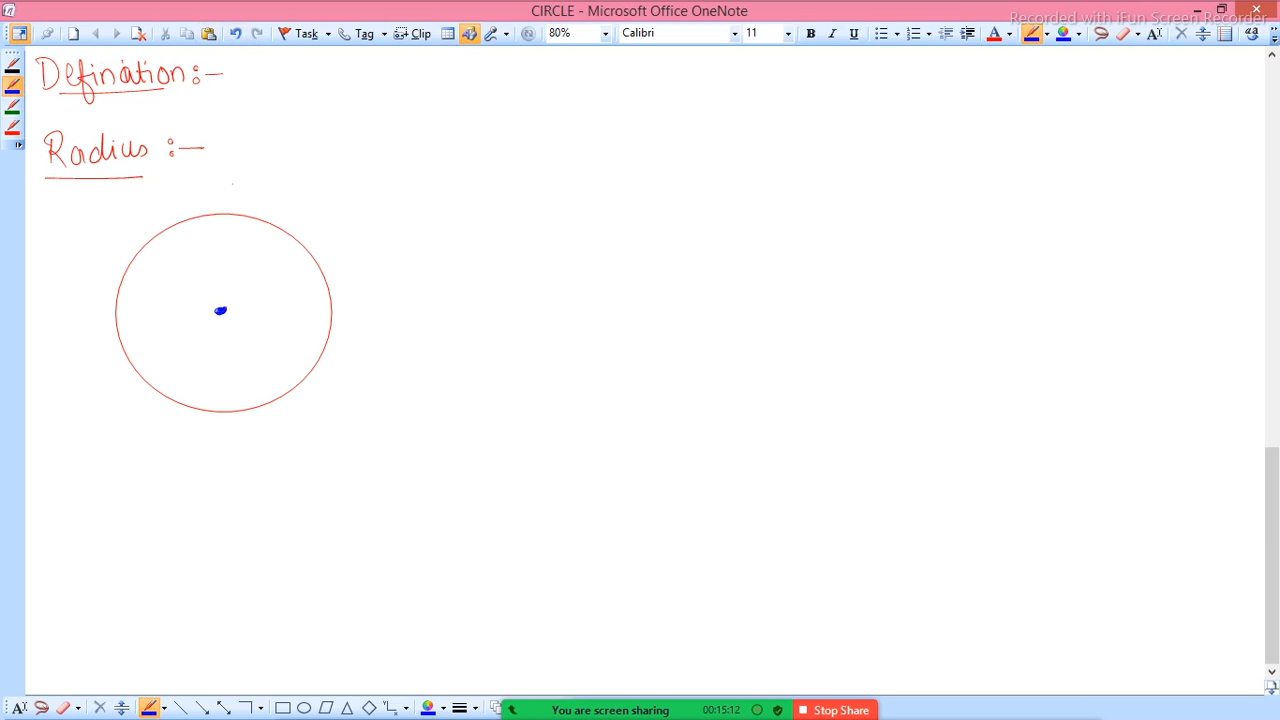 CIRCLE - Microsoft Office OneNote
Recorded with iFun Screen Recorder
Task Tag Clip 80% Calibri 11 B I U A
Defination :-
Radius :-
You are screen sharing 00:15:12 Stop Share